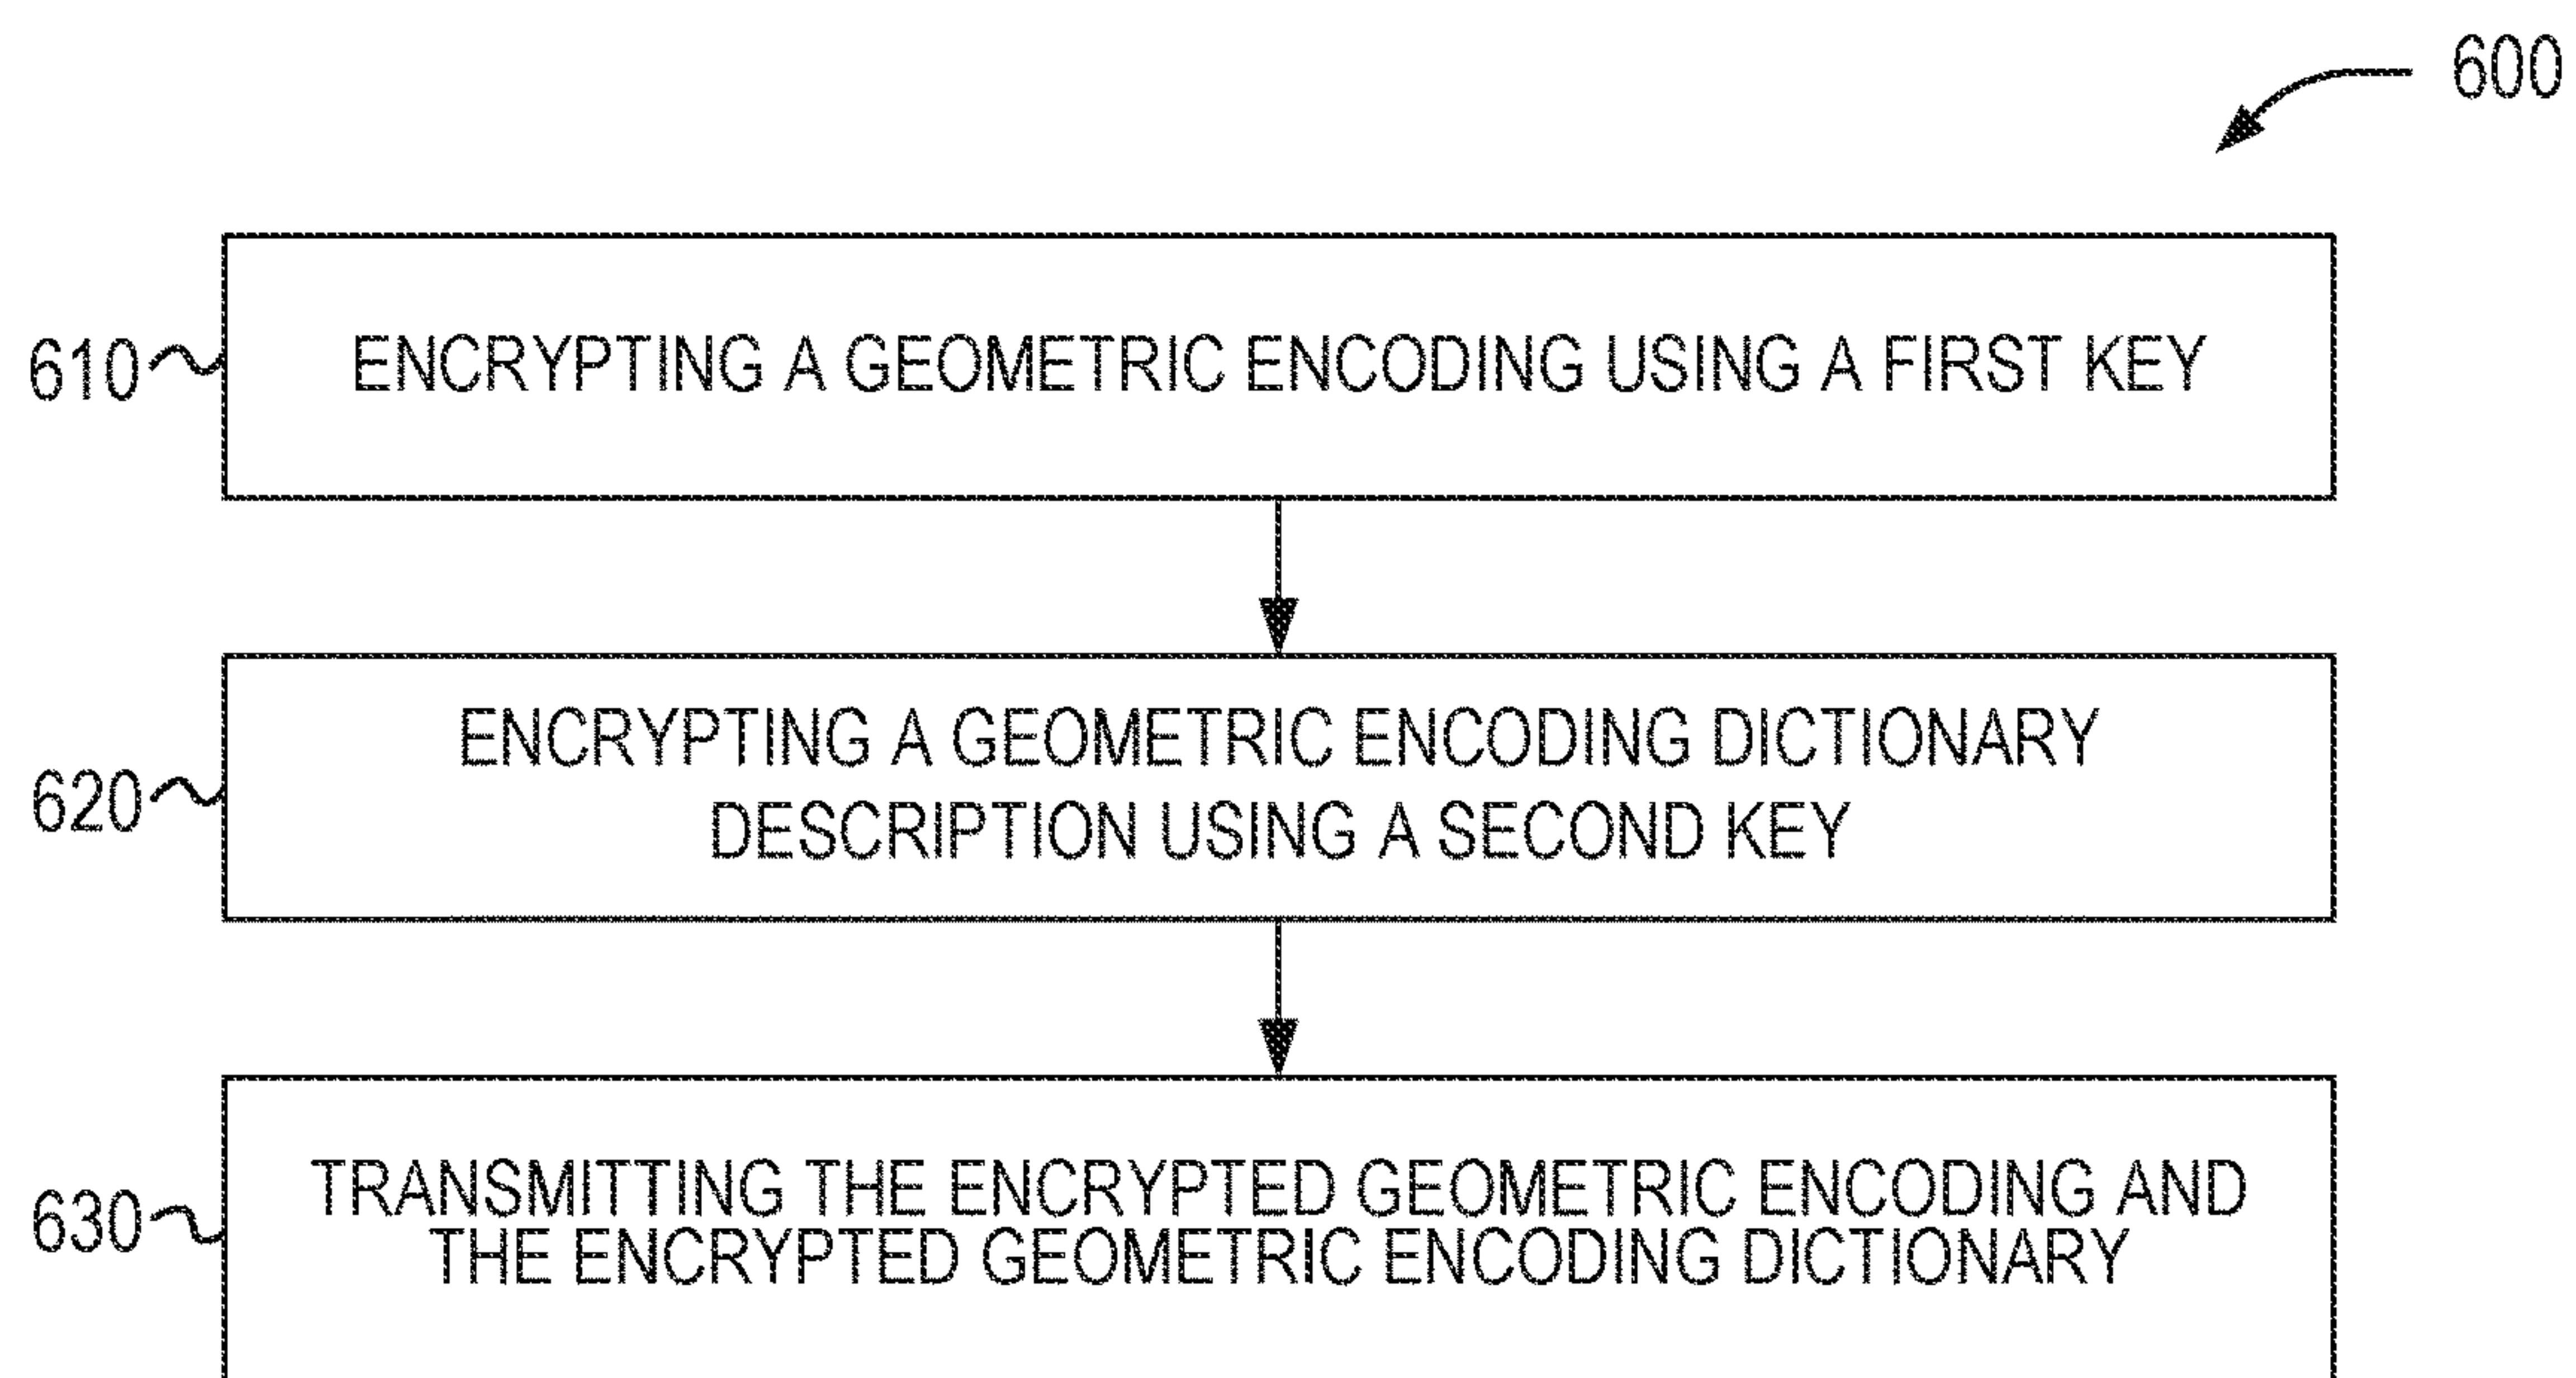 600
610
ENCRYPTING A GEOMETRIC ENCODING USING A FIRST KEY
620
ENCRYPTING A GEOMETRIC ENCODING DICTIONARY
DESCRIPTION USING A SECOND KEY
630
TRANSMITTING THE ENCRYPTED GEOMETRIC ENCODING AND
THE ENCRYPTED GEOMETRIC ENCODING DICTIONARY